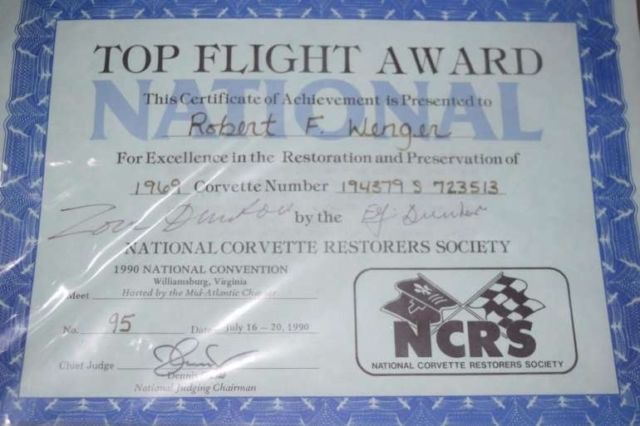 TOP FLIGHT AWARD
NATIONAL
This Certificate of Achievement is Presented to
Robert F. Wenger
For Excellence in the Restoration and Preservation of
1969 Corvette Number 194379 S 723513
by the
NATIONAL CORVETTE RESTORERS SOCIETY
1990 NATIONAL CONVENTION
Williamsburg, Virginia
Meet Hosted by the Mid-Atlantic Chapter
No. 95 Date July 16-20, 1990
Chief Judge
Dennis
National Judging Chairman
NCRS
NATIONAL CORVETTE RESTORERS SOCIETY